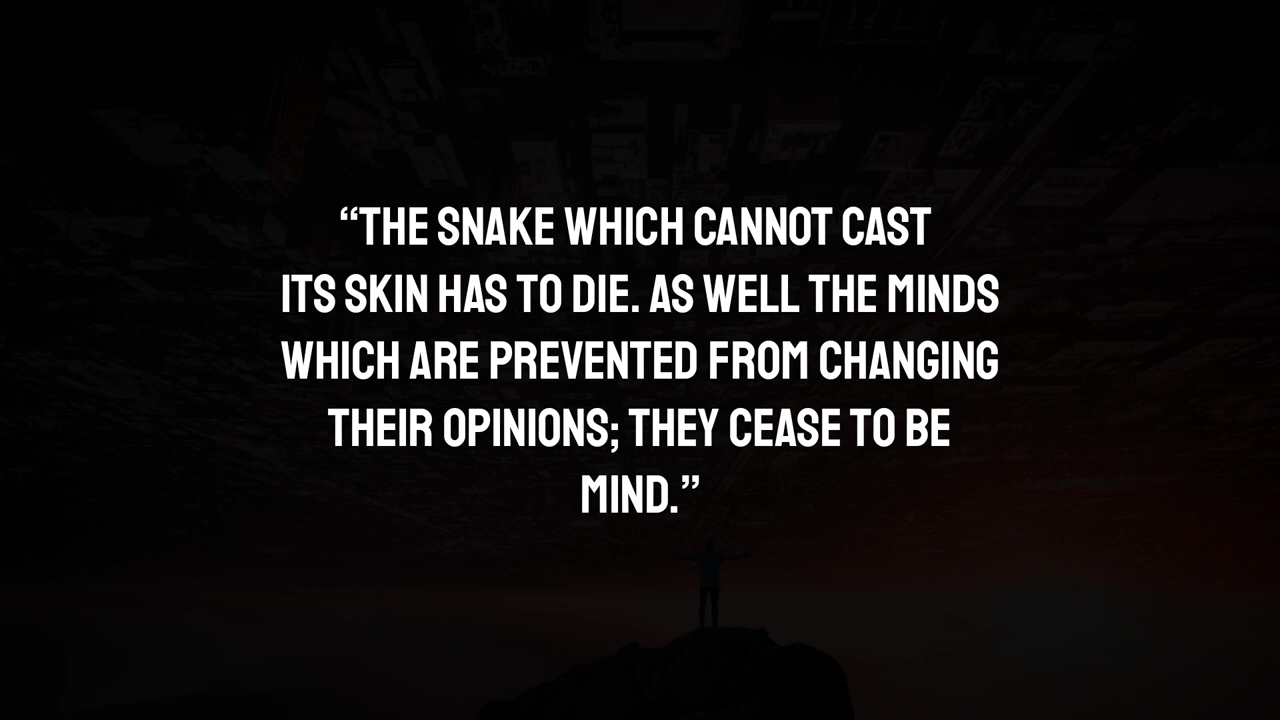 “THE SNAKE WHICH CANNOT CAST
ITS SKIN HAS TO DIE. AS WELL THE MINDS
WHICH ARE PREVENTED FROM CHANGING
THEIR OPINIONS; THEY CEASE TO BE
MIND.”